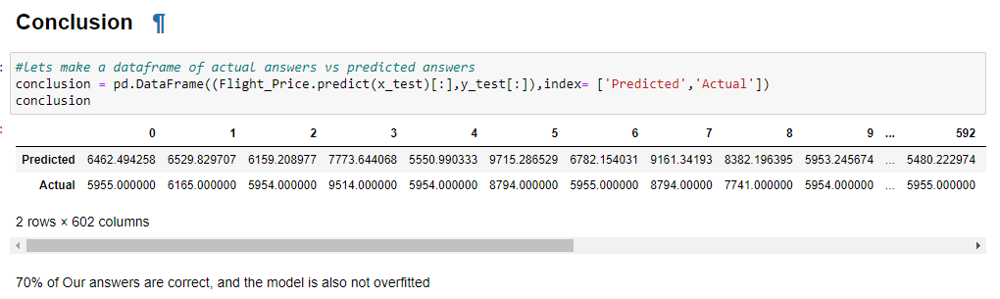 Conclusion ¶
#Lets make a dataframe of actual answers vs predicted answers
conclusion = pd.DataFrame((Flight_Price.predict(x_test)[:],y_test[:]),index= ['Predicted','Actual'])
conclusion
0 1 2 3 4 5 6 7 8 9 ... 592
Predicted 6462.494258 6529.829707 6159.208977 7773.644068 5550.990333 9715.286529 6782.154031 9161.34193 8382.196395 5953.245674 ... 5480.222974
Actual 5955.000000 6165.000000 5954.000000 9514.000000 5954.000000 8794.000000 5955.000000 8794.00000 7741.000000 5954.000000 ... 5955.000000
2 rows × 602 columns
70% of Our answers are correct, and the model is also not overfitted